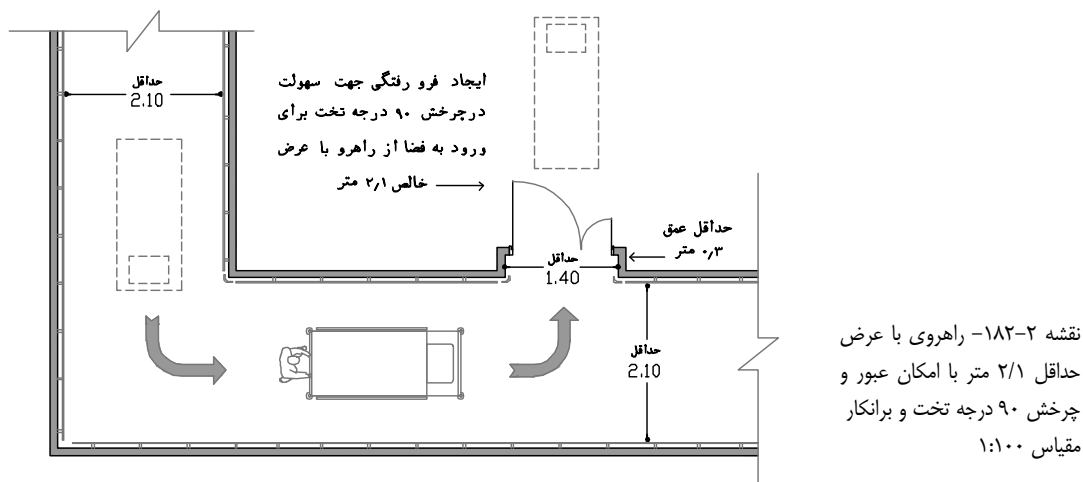 حداقل
2.10
ایجاد فرو رفتگی جهت سهولت
درچرخش ۹۰ درجه تخت برای
ورود به فضا از راهرو با عرض
خالص ۲٫۱ متر
حداقل عمق
۰٫۳ متر
حداقل
1.40
حداقل
2.10
نقشه ۲-۱۸۲- راهروی با عرض
حداقل ۲/۱ متر با امکان عبور و
چرخش ۹۰ درجه تخت و برانکار
مقیاس ۱:۱۰۰